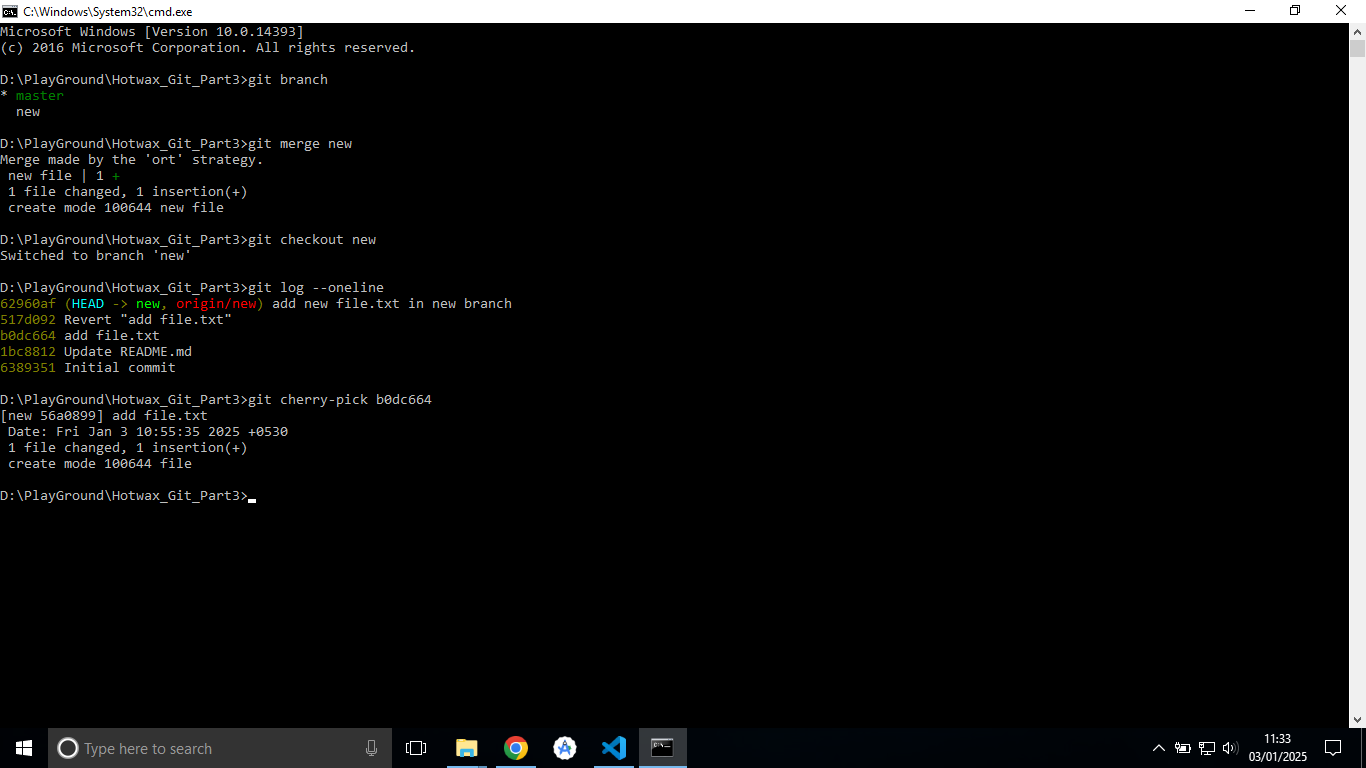 C:\Windows\System32\cmd.exe
Microsoft Windows [Version 10.0.14393]
(c) 2016 Microsoft Corporation. All rights reserved.
D:\PlayGround\Hotwax_Git_Part3>git branch
* master
  new
D:\PlayGround\Hotwax_Git_Part3>git merge new
Merge made by the 'ort' strategy.
 new file | 1 +
 1 file changed, 1 insertion(+)
 create mode 100644 new file
D:\PlayGround\Hotwax_Git_Part3>git checkout new
Switched to branch 'new'
D:\PlayGround\Hotwax_Git_Part3>git log --oneline
62960af (HEAD -> new, origin/new) add new file.txt in new branch
517d092 Revert "add file.txt"
b0dc664 add file.txt
1bc8812 Update README.md
6389351 Initial commit
D:\PlayGround\Hotwax_Git_Part3>git cherry-pick b0dc664
[new 56a0899] add file.txt
 Date: Fri Jan 3 10:55:35 2025 +0530
 1 file changed, 1 insertion(+)
 create mode 100644 file
D:\PlayGround\Hotwax_Git_Part3>
Type here to search
11:33
03/01/2025